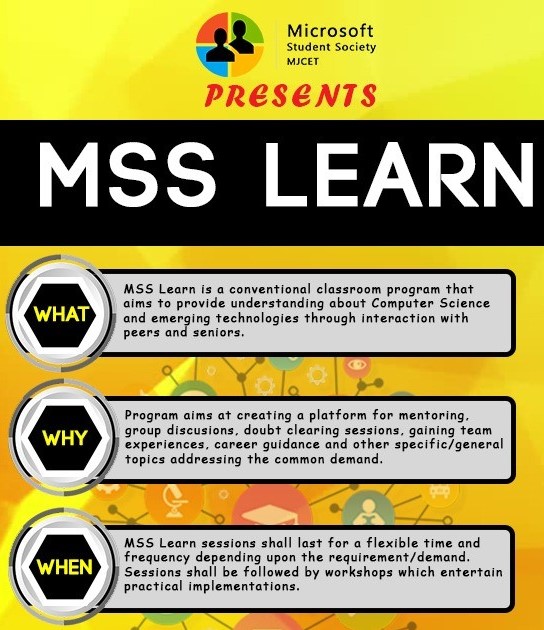 Microsoft
Student Society
MJCET
PRESENTS
MSS LEARN
WHAT
MSS Learn is a conventional classroom program that
aims to provide understanding about Computer Science
and emerging technologies through interaction with
peers and seniors.
WHY
Program aims at creating a platform for mentoring,
group discusions, doubt clearing sessions, gaining team
experiences, career guidance and other specific/general
topics addressing the common demand.
WHEN
MSS Learn sessions shall last for a flexible time and
frequency depending upon the requirement/demand.
Sessions shall be followed by workshops which entertain
practical implementations.